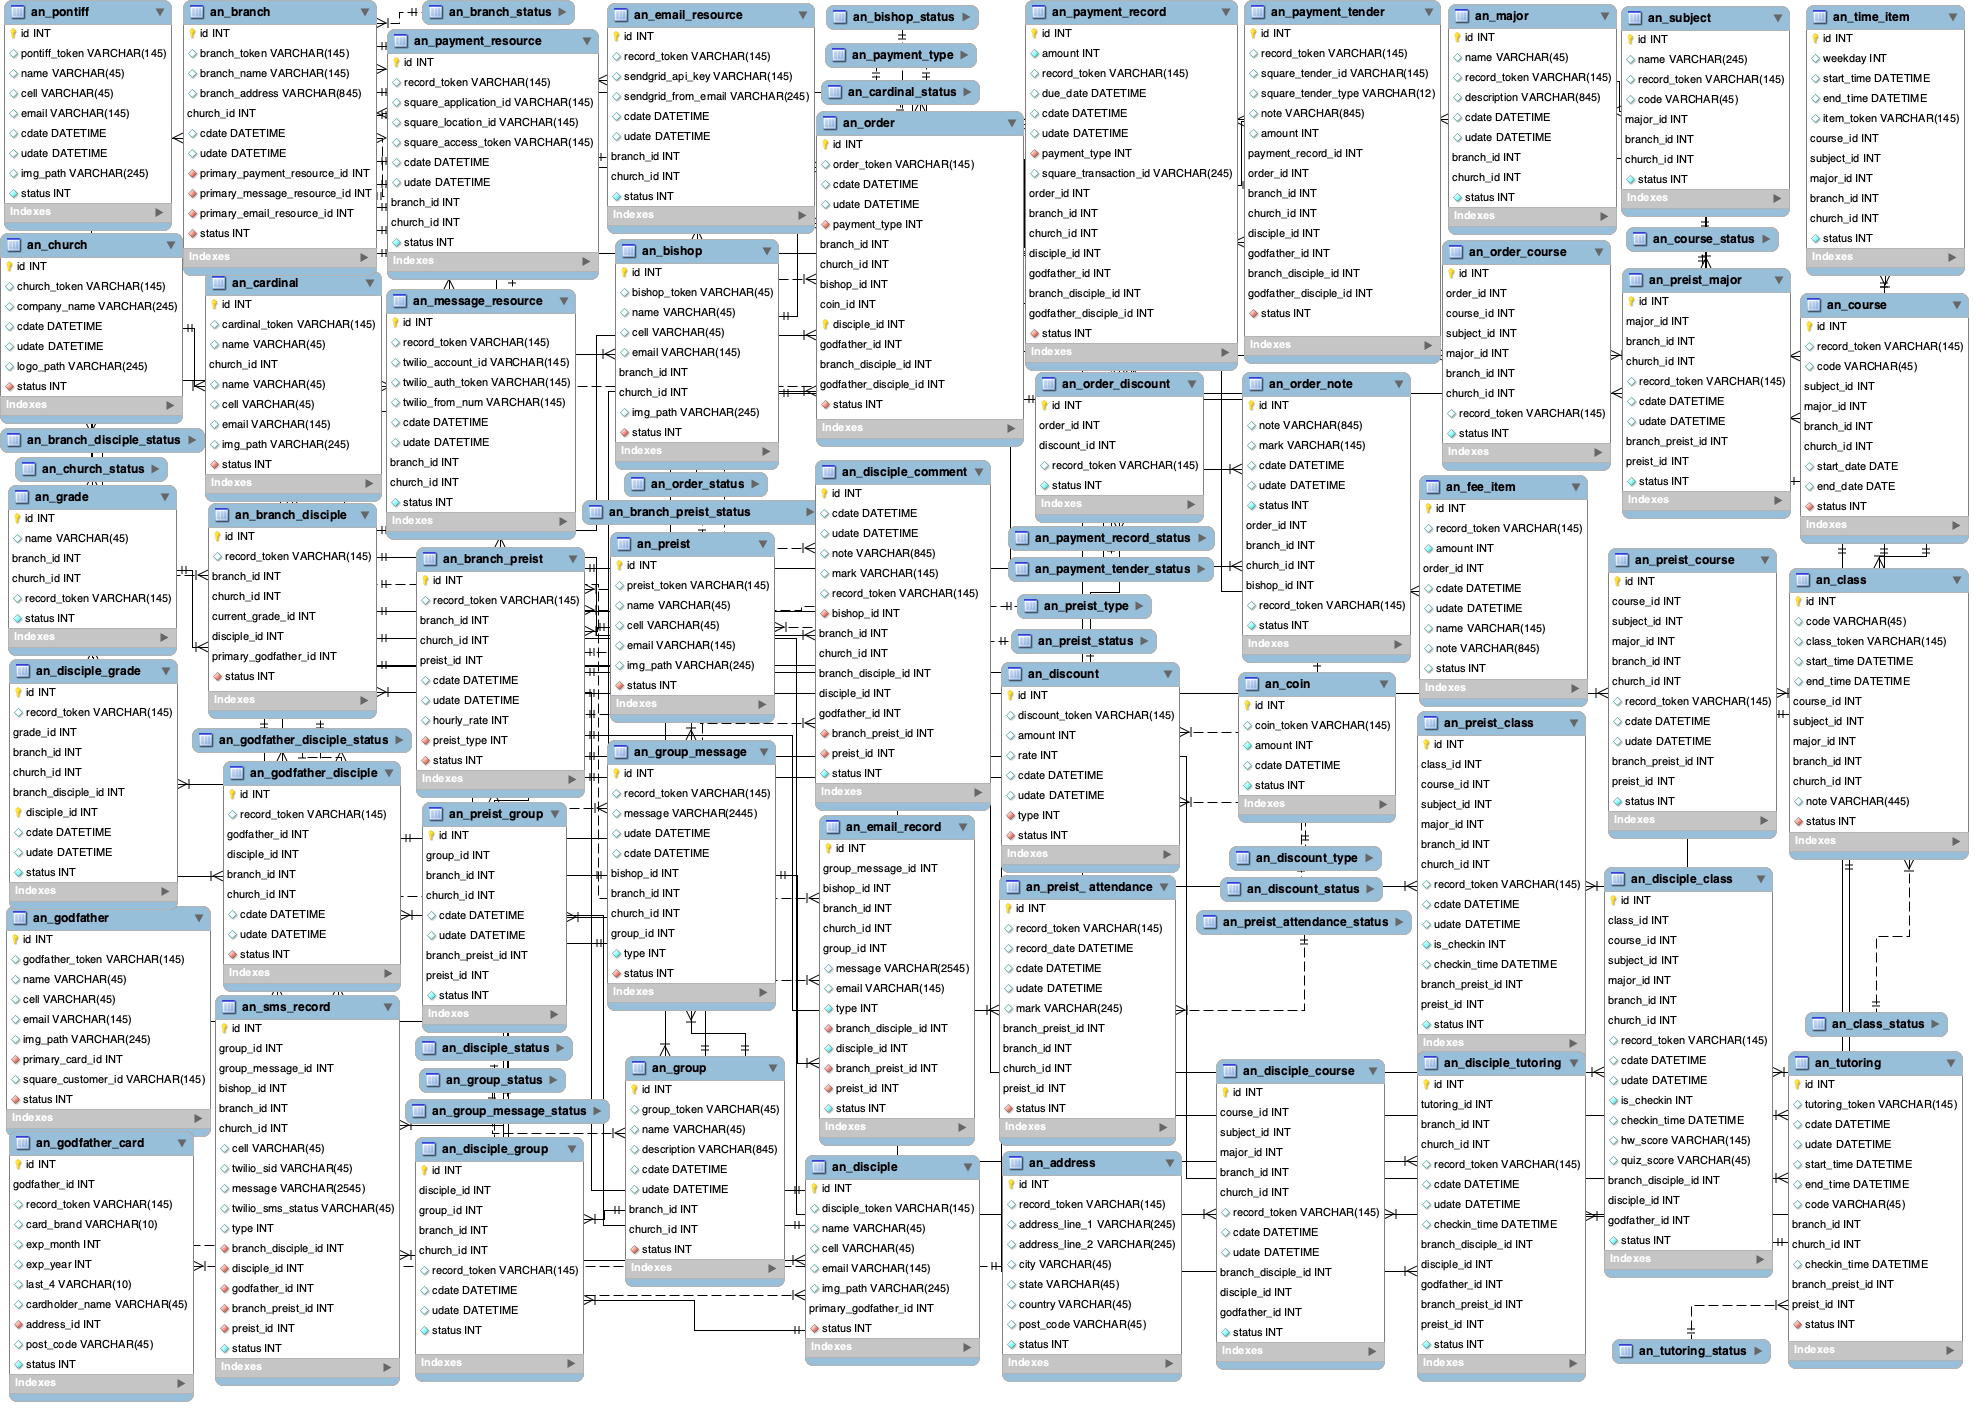 an_pontiff
id INT
pontiff_token VARCHAR(145)
name VARCHAR(45)
cell VARCHAR(45)
email VARCHAR(145)
cdate DATETIME
udate DATETIME
img_path VARCHAR(245)
status INT
Indexes
an_church
id INT
church_token VARCHAR(145)
company_name VARCHAR(245)
cdate DATETIME
udate DATETIME
logo_path VARCHAR(245)
status INT
Indexes
an_branch_disciple_status
an_church_status
an_grade
id INT
name VARCHAR(45)
branch_id INT
church_id INT
record_token VARCHAR(145)
status INT
Indexes
an_disciple_grade
id INT
record_token VARCHAR(145)
grade_id INT
branch_id INT
church_id INT
branch_disciple_id INT
disciple_id INT
cdate DATETIME
udate DATETIME
status INT
Indexes
an_godfather
id INT
godfather_token VARCHAR(145)
name VARCHAR(45)
cell VARCHAR(45)
email VARCHAR(145)
img_path VARCHAR(245)
primary_card_id INT
square_customer_id VARCHAR(145)
status INT
Indexes
an_godfather_card
id INT
godfather_id INT
record_token VARCHAR(145)
card_brand VARCHAR(10)
exp_month INT
exp_year INT
last_4 VARCHAR(10)
cardholder_name VARCHAR(45)
address_id INT
post_code VARCHAR(45)
status INT
Indexes
an_branch
id INT
branch_token VARCHAR(145)
branch_name VARCHAR(145)
branch_address VARCHAR(845)
church_id INT
cdate DATETIME
udate DATETIME
primary_payment_resource_id INT
primary_message_resource_id INT
primary_email_resource_id INT
status INT
Indexes
an_cardinal
id INT
cardinal_token VARCHAR(145)
name VARCHAR(45)
church_id INT
name VARCHAR(45)
cell VARCHAR(45)
email VARCHAR(145)
img_path VARCHAR(245)
status INT
Indexes
an_branch_disciple
id INT
record_token VARCHAR(145)
branch_id INT
church_id INT
current_grade_id INT
disciple_id INT
primary_godfather_id INT
status INT
Indexes
an_godfather_disciple_status
an_godfather_disciple
id INT
record_token VARCHAR(145)
godfather_id INT
disciple_id INT
branch_id INT
church_id INT
cdate DATETIME
udate DATETIME
status INT
Indexes
an_sms_record
id INT
group_id INT
group_message_id INT
bishop_id INT
branch_id INT
church_id INT
cell VARCHAR(45)
twilio_sid VARCHAR(45)
message VARCHAR(2545)
twilio_sms_status VARCHAR(45)
type INT
branch_disciple_id INT
disciple_id INT
godfather_id INT
branch_preist_id INT
preist_id INT
status INT
Indexes
an_branch_status
an_payment_resource
id INT
record_token VARCHAR(145)
square_application_id VARCHAR(145)
square_location_id VARCHAR(145)
square_access_token VARCHAR(145)
cdate DATETIME
udate DATETIME
branch_id INT
church_id INT
status INT
Indexes
an_message_resource
id INT
record_token VARCHAR(145)
twilio_account_id VARCHAR(145)
twilio_auth_token VARCHAR(145)
twilio_from_num VARCHAR(145)
cdate DATETIME
udate DATETIME
branch_id INT
church_id INT
status INT
Indexes
an_branch_preist
id INT
record_token VARCHAR(145)
branch_id INT
church_id INT
preist_id INT
cdate DATETIME
udate DATETIME
hourly_rate INT
preist_type INT
status INT
Indexes
an_preist_group
id INT
group_id INT
branch_id INT
church_id INT
cdate DATETIME
udate DATETIME
branch_preist_id INT
preist_id INT
status INT
Indexes
an_disciple_status
an_group_status
an_group_message_status
an_disciple_group
id INT
disciple_id INT
group_id INT
branch_id INT
church_id INT
record_token VARCHAR(145)
cdate DATETIME
udate DATETIME
status INT
Indexes
an_email_resource
id INT
record_token VARCHAR(145)
sendgrid_api_key VARCHAR(145)
sendgrid_from_email VARCHAR(245)
cdate DATETIME
udate DATETIME
branch_id INT
church_id INT
status INT
Indexes
an_bishop
id INT
bishop_token VARCHAR(45)
name VARCHAR(45)
cell VARCHAR(45)
email VARCHAR(145)
branch_id INT
church_id INT
img_path VARCHAR(245)
status INT
Indexes
an_order_status
an_branch_preist_status
an_preist
id INT
preist_token VARCHAR(145)
name VARCHAR(45)
cell VARCHAR(45)
email VARCHAR(145)
img_path VARCHAR(245)
status INT
Indexes
an_group_message
id INT
record_token VARCHAR(145)
message VARCHAR(2445)
udate DATETIME
cdate DATETIME
bishop_id INT
branch_id INT
church_id INT
group_id INT
type INT
status INT
Indexes
an_group
id INT
group_token VARCHAR(45)
name VARCHAR(45)
description VARCHAR(845)
cdate DATETIME
udate DATETIME
branch_id INT
church_id INT
status INT
Indexes
an_bishop_status
an_payment_type
an_cardinal_status
an_order
id INT
order_token VARCHAR(145)
cdate DATETIME
udate DATETIME
payment_type INT
branch_id INT
church_id INT
bishop_id INT
coin_id INT
disciple_id INT
godfather_id INT
branch_disciple_id INT
godfather_disciple_id INT
status INT
Indexes
an_disciple_comment
id INT
cdate DATETIME
udate DATETIME
note VARCHAR(845)
mark VARCHAR(145)
record_token VARCHAR(145)
bishop_id INT
branch_id INT
church_id INT
branch_disciple_id INT
disciple_id INT
godfather_id INT
branch_preist_id INT
preist_id INT
status INT
Indexes
an_email_record
id INT
group_message_id INT
bishop_id INT
branch_id INT
church_id INT
group_id INT
message VARCHAR(2545)
email VARCHAR(145)
type INT
branch_disciple_id INT
disciple_id INT
branch_preist_id INT
preist_id INT
status INT
Indexes
an_disciple
id INT
disciple_token VARCHAR(145)
name VARCHAR(45)
cell VARCHAR(45)
email VARCHAR(145)
img_path VARCHAR(245)
primary_godfather_id INT
status INT
Indexes
an_payment_record
id INT
amount INT
record_token VARCHAR(145)
due_date DATETIME
cdate DATETIME
udate DATETIME
payment_type INT
square_transaction_id VARCHAR(245)
order_id INT
branch_id INT
church_id INT
disciple_id INT
godfather_id INT
branch_disciple_id INT
godfather_disciple_id INT
status INT
Indexes
an_order_discount
id INT
order_id INT
discount_id INT
record_token VARCHAR(145)
status INT
Indexes
an_payment_record_status
an_payment_tender_status
an_preist_type
an_preist_status
an_discount
id INT
discount_token VARCHAR(145)
amount INT
rate INT
cdate DATETIME
udate DATETIME
type INT
status INT
Indexes
an_preist_ attendance
id INT
record_token VARCHAR(145)
record_date DATETIME
cdate DATETIME
udate DATETIME
mark VARCHAR(245)
branch_preist_id INT
branch_id INT
church_id INT
preist_id INT
status INT
Indexes
an_address
id INT
record_token VARCHAR(145)
address_line_1 VARCHAR(245)
address_line_2 VARCHAR(245)
city VARCHAR(45)
state VARCHAR(45)
country VARCHAR(45)
post_code VARCHAR(45)
status INT
Indexes
an_payment_tender
id INT
record_token VARCHAR(145)
square_tender_id VARCHAR(145)
square_tender_type VARCHAR(12)
note VARCHAR(845)
amount INT
payment_record_id INT
order_id INT
branch_id INT
church_id INT
disciple_id INT
godfather_id INT
branch_disciple_id INT
godfather_disciple_id INT
status INT
Indexes
an_order_note
id INT
note VARCHAR(845)
mark VARCHAR(145)
cdate DATETIME
udate DATETIME
status INT
order_id INT
branch_id INT
church_id INT
bishop_id INT
record_token VARCHAR(145)
status INT
Indexes
an_coin
id INT
coin_token VARCHAR(145)
amount INT
cdate DATETIME
status INT
Indexes
an_discount_type
an_discount_status
an_preist_attendance_status
an_disciple_course
id INT
course_id INT
subject_id INT
major_id INT
branch_id INT
church_id INT
record_token VARCHAR(145)
cdate DATETIME
udate DATETIME
branch_disciple_id INT
disciple_id INT
godfather_id INT
status INT
Indexes
an_major
id INT
name VARCHAR(45)
record_token VARCHAR(145)
description VARCHAR(845)
cdate DATETIME
udate DATETIME
branch_id INT
church_id INT
status INT
Indexes
an_order_course
id INT
order_id INT
course_id INT
subject_id INT
major_id INT
branch_id INT
church_id INT
record_token VARCHAR(145)
status INT
Indexes
an_fee_item
id INT
record_token VARCHAR(145)
amount INT
order_id INT
cdate DATETIME
udate DATETIME
name VARCHAR(145)
note VARCHAR(845)
status INT
Indexes
an_preist_class
id INT
class_id INT
course_id INT
subject_id INT
major_id INT
branch_id INT
church_id INT
record_token VARCHAR(145)
cdate DATETIME
udate DATETIME
is_checkin INT
checkin_time DATETIME
branch_preist_id INT
preist_id INT
status INT
Indexes
an_disciple_tutoring
id INT
tutoring_id INT
branch_id INT
church_id INT
record_token VARCHAR(145)
cdate DATETIME
udate DATETIME
checkin_time DATETIME
branch_disciple_id INT
disciple_id INT
godfather_id INT
branch_preist_id INT
preist_id INT
status INT
Indexes
an_subject
id INT
name VARCHAR(245)
record_token VARCHAR(145)
code VARCHAR(45)
major_id INT
branch_id INT
church_id INT
status INT
Indexes
an_course_status
an_preist_major
id INT
major_id INT
branch_id INT
church_id INT
record_token VARCHAR(145)
cdate DATETIME
udate DATETIME
branch_preist_id INT
preist_id INT
status INT
Indexes
an_preist_course
id INT
course_id INT
subject_id INT
major_id INT
branch_id INT
church_id INT
record_token VARCHAR(145)
cdate DATETIME
udate DATETIME
branch_preist_id INT
preist_id INT
status INT
Indexes
an_disciple_class
id INT
class_id INT
course_id INT
subject_id INT
major_id INT
branch_id INT
church_id INT
record_token VARCHAR(145)
cdate DATETIME
udate DATETIME
is_checkin INT
checkin_time DATETIME
hw_score VARCHAR(145)
quiz_score VARCHAR(45)
branch_disciple_id INT
disciple_id INT
godfather_id INT
status INT
Indexes
an_tutoring_status
an_time_item
id INT
weekday INT
start_time DATETIME
end_time DATETIME
item_token VARCHAR(145)
course_id INT
subject_id INT
major_id INT
branch_id INT
church_id INT
status INT
Indexes
an_course
id INT
record_token VARCHAR(145)
code VARCHAR(45)
subject_id INT
major_id INT
branch_id INT
church_id INT
start_date DATE
end_date DATE
status INT
Indexes
an_class
id INT
code VARCHAR(45)
class_token VARCHAR(145)
start_time DATETIME
end_time DATETIME
course_id INT
subject_id INT
major_id INT
branch_id INT
church_id INT
note VARCHAR(445)
status INT
Indexes
an_class_status
an_tutoring
id INT
tutoring_token VARCHAR(145)
cdate DATETIME
udate DATETIME
start_time DATETIME
end_time DATETIME
code VARCHAR(45)
branch_id INT
church_id INT
checkin_time DATETIME
branch_preist_id INT
preist_id INT
status INT
Indexes